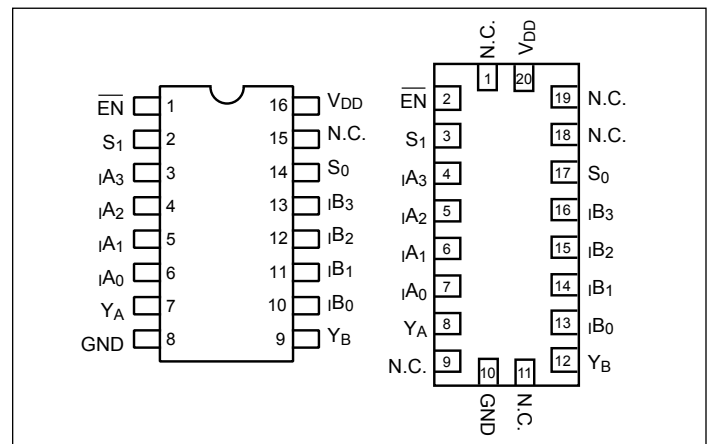 EN 1 16 VDD
S1 2 15 N.C.
IA3 3 14 S0
IA2 4 13 IB3
IA1 5 12 IB2
IA0 6 11 IB1
YA 7 10 IB0
GND 8 9 YB
N.C. VDD
1 20
EN 2 19 N.C.
S1 3 18 N.C.
IA3 4 17 S0
IA2 5 16 IB3
IA1 6 15 IB2
IA0 7 14 IB1
YA 8 13 IB0
N.C. 9 12 YB
10 11
GND N.C.